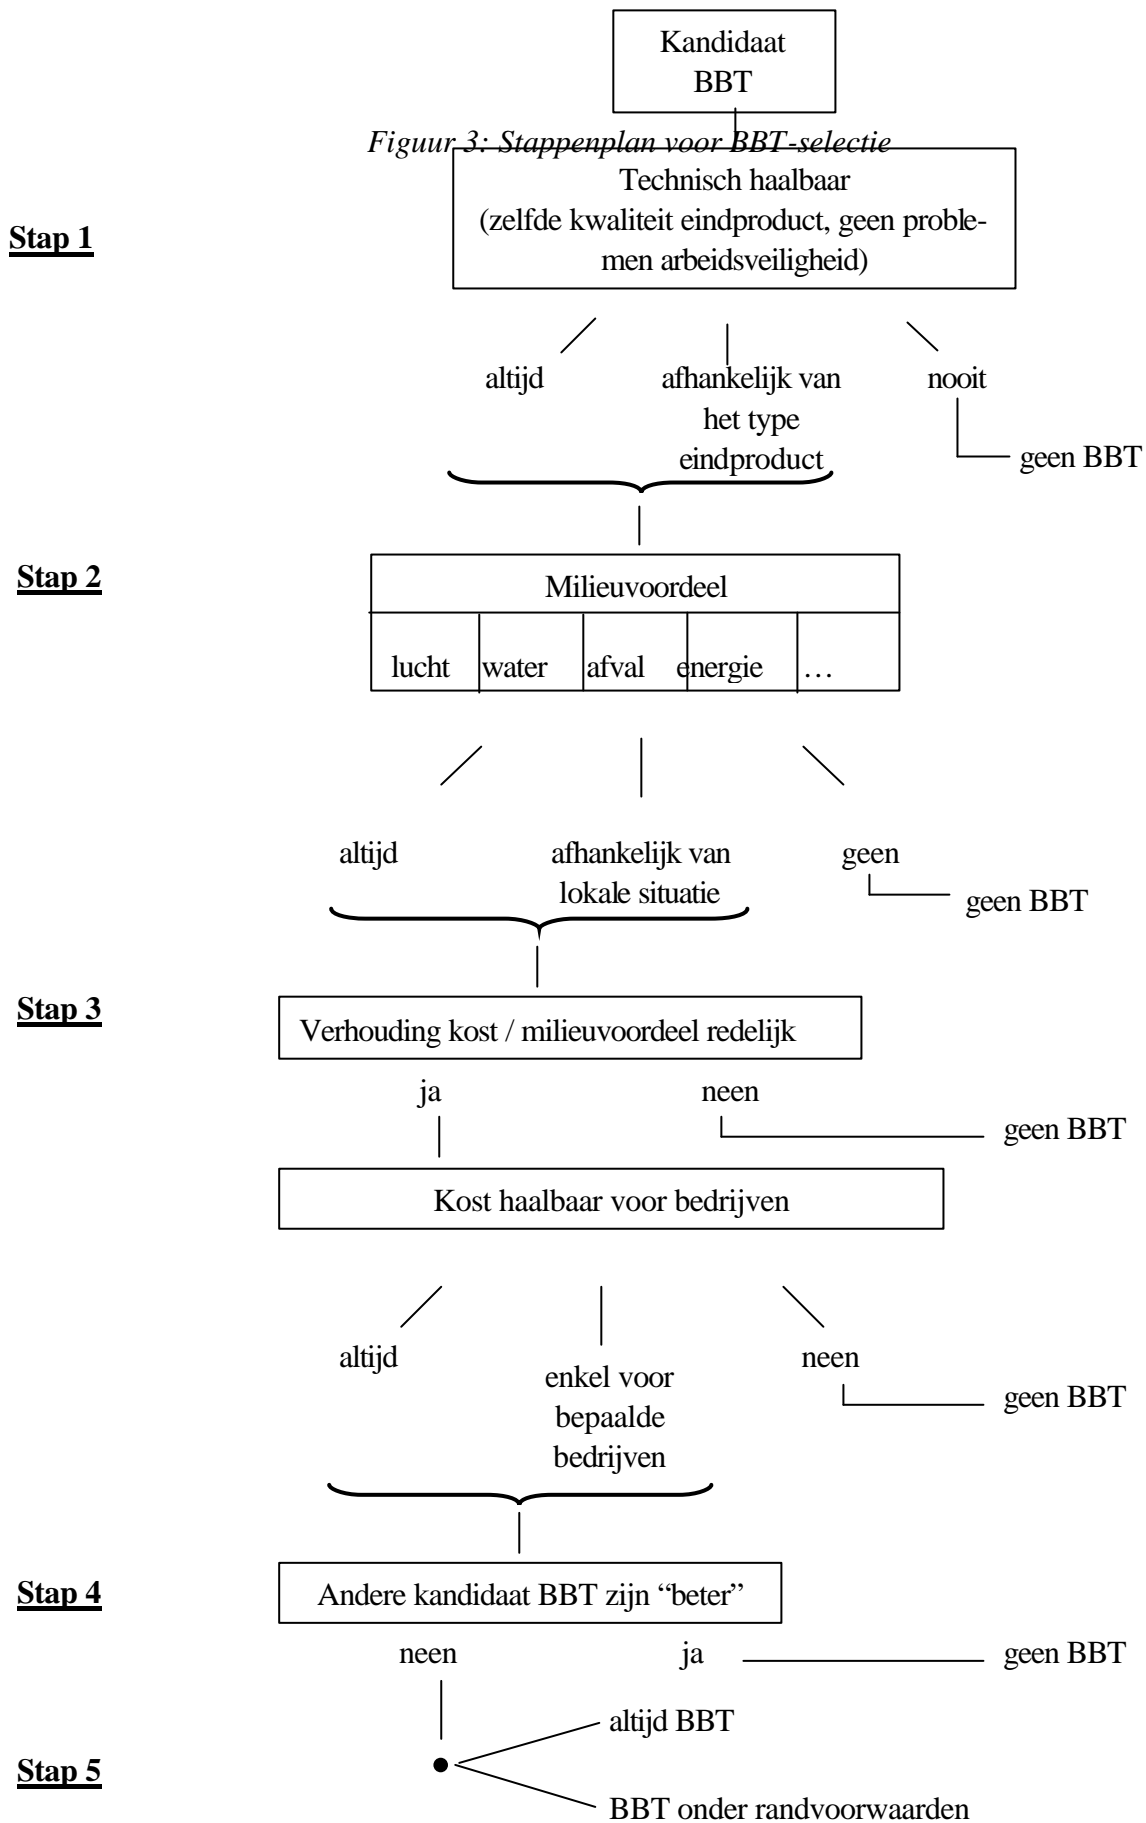 Kandidaat
BBT
Figuur 3: Stappenplan voor BBT-selectie
Technisch haalbaar
Stap 1
(zelfde kwaliteit eindproduct, geen proble-
men arbeidsveiligheid)
altijd
afhankelijk van
het type
eindproduct
nooit
geen BBT
Stap 2
Milieuvoordeel
lucht water afval energie …
altijd
afhankelijk van
lokale situatie
geen
geen BBT
Stap 3
Verhouding kost / milieuvoordeel redelijk
ja
neen
geen BBT
Kost haalbaar voor bedrijven
altijd
enkel voor
bepaalde
bedrijven
neen
geen BBT
Stap 4
Andere kandidaat BBT zijn “beter”
neen
ja
geen BBT
altijd BBT
Stap 5
BBT onder randvoorwaarden